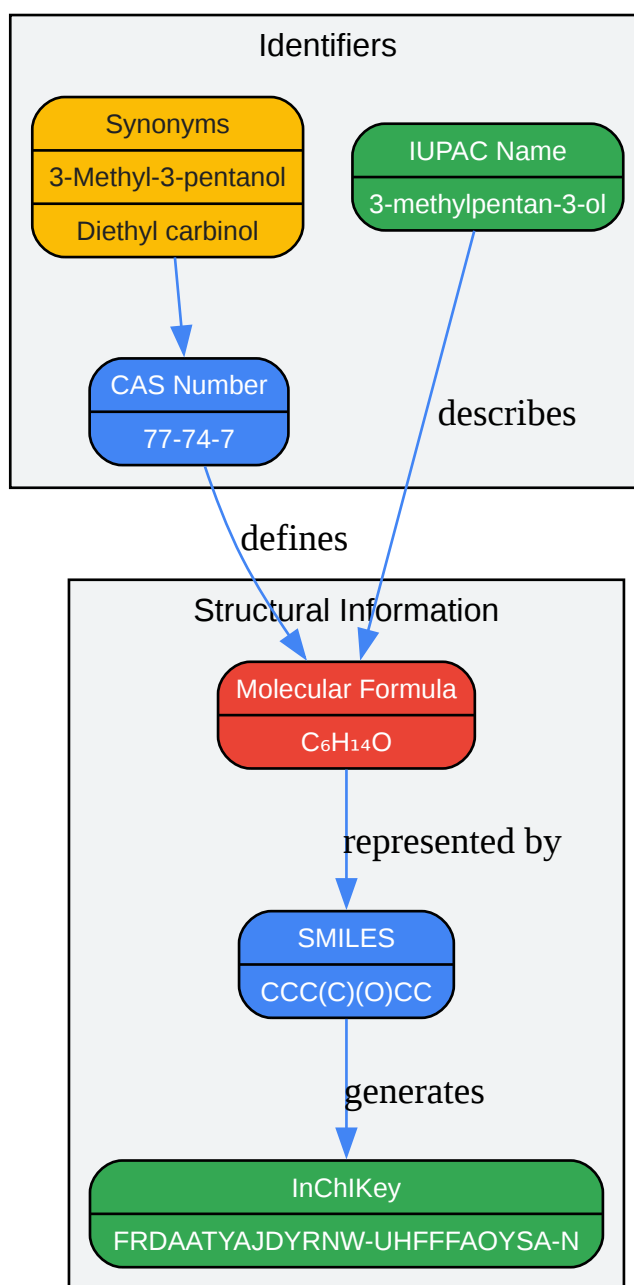 Identifiers
Synonyms
3-Methyl-3-pentanol
Diethyl carbinol
IUPAC Name
3-methylpentan-3-ol
CAS Number
77-74-7
describes
defines
Structural Information
Molecular Formula
C₆H₁₄O
represented by
SMILES
CCC(C)(O)CC
generates
InChIKey
FRDAATYAJDYRNW-UHFFFAOYSA-N